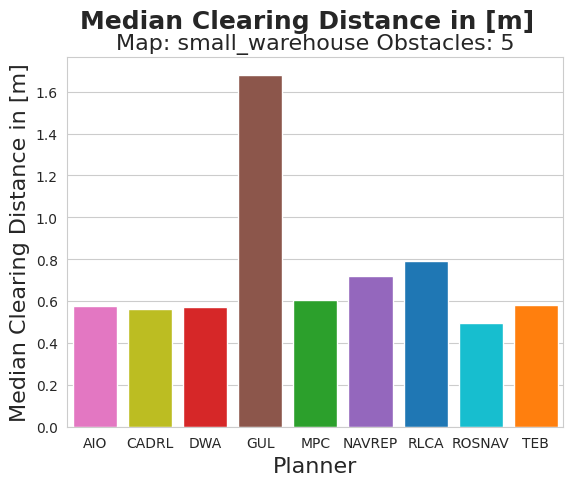 Median Clearing Distance in [m]
Map: small_warehouse Obstacles: 5
Median Clearing Distance in [m]
1.6
1.4
1.2
1.0
0.8
0.6
0.4
0.2
0.0
AIO CADRL DWA GUL MPC NAVREP RLCA ROSNAV TEB
Planner